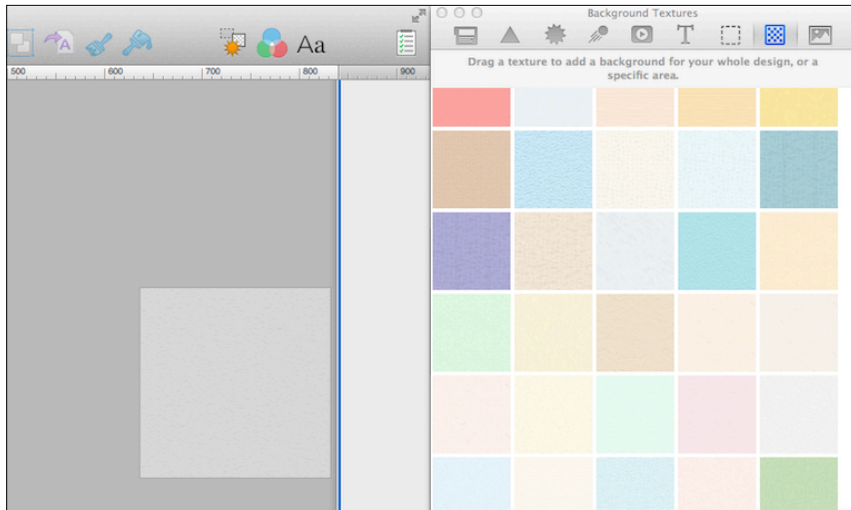 Background Textures
Aa
T
500 600 700 800 900
Drag a texture to add a background for your whole design, or a
specific area.